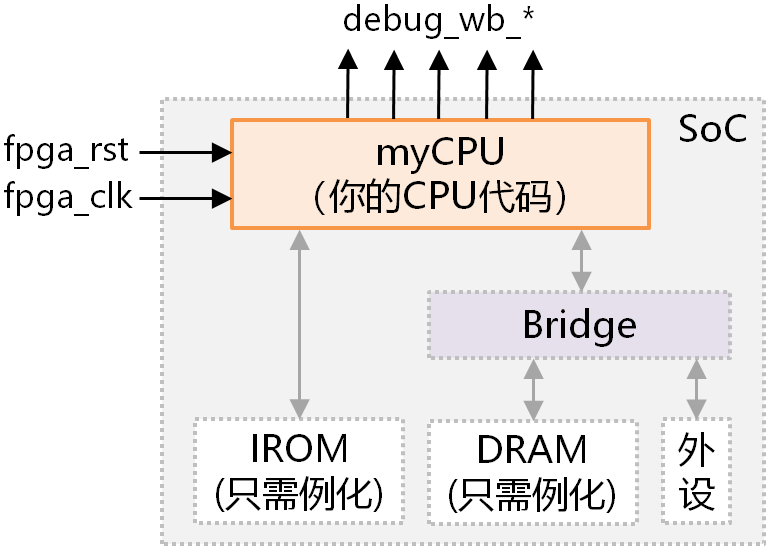 debug_wb_*
SoC
fpga_rst
fpga_clk
myCPU
（你的CPU代码）
Bridge
IROM
(只需例化)
DRAM
(只需例化)
外
设